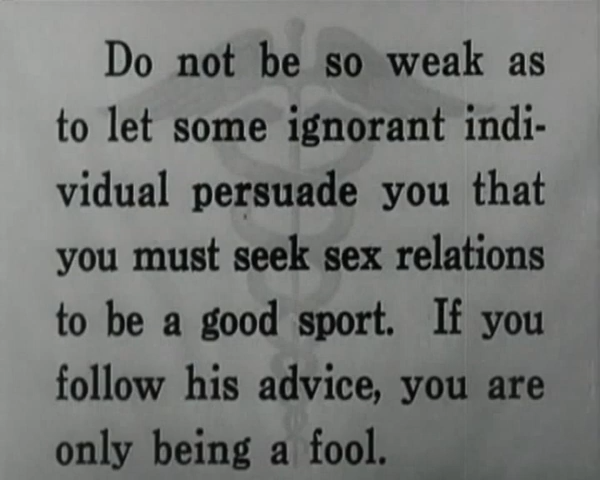 Do not be so weak as
to let some ignorant indi-
vidual persuade you that
you must seek sex relations
to be a good sport. If you
follow his advice, you are
only being a fool.